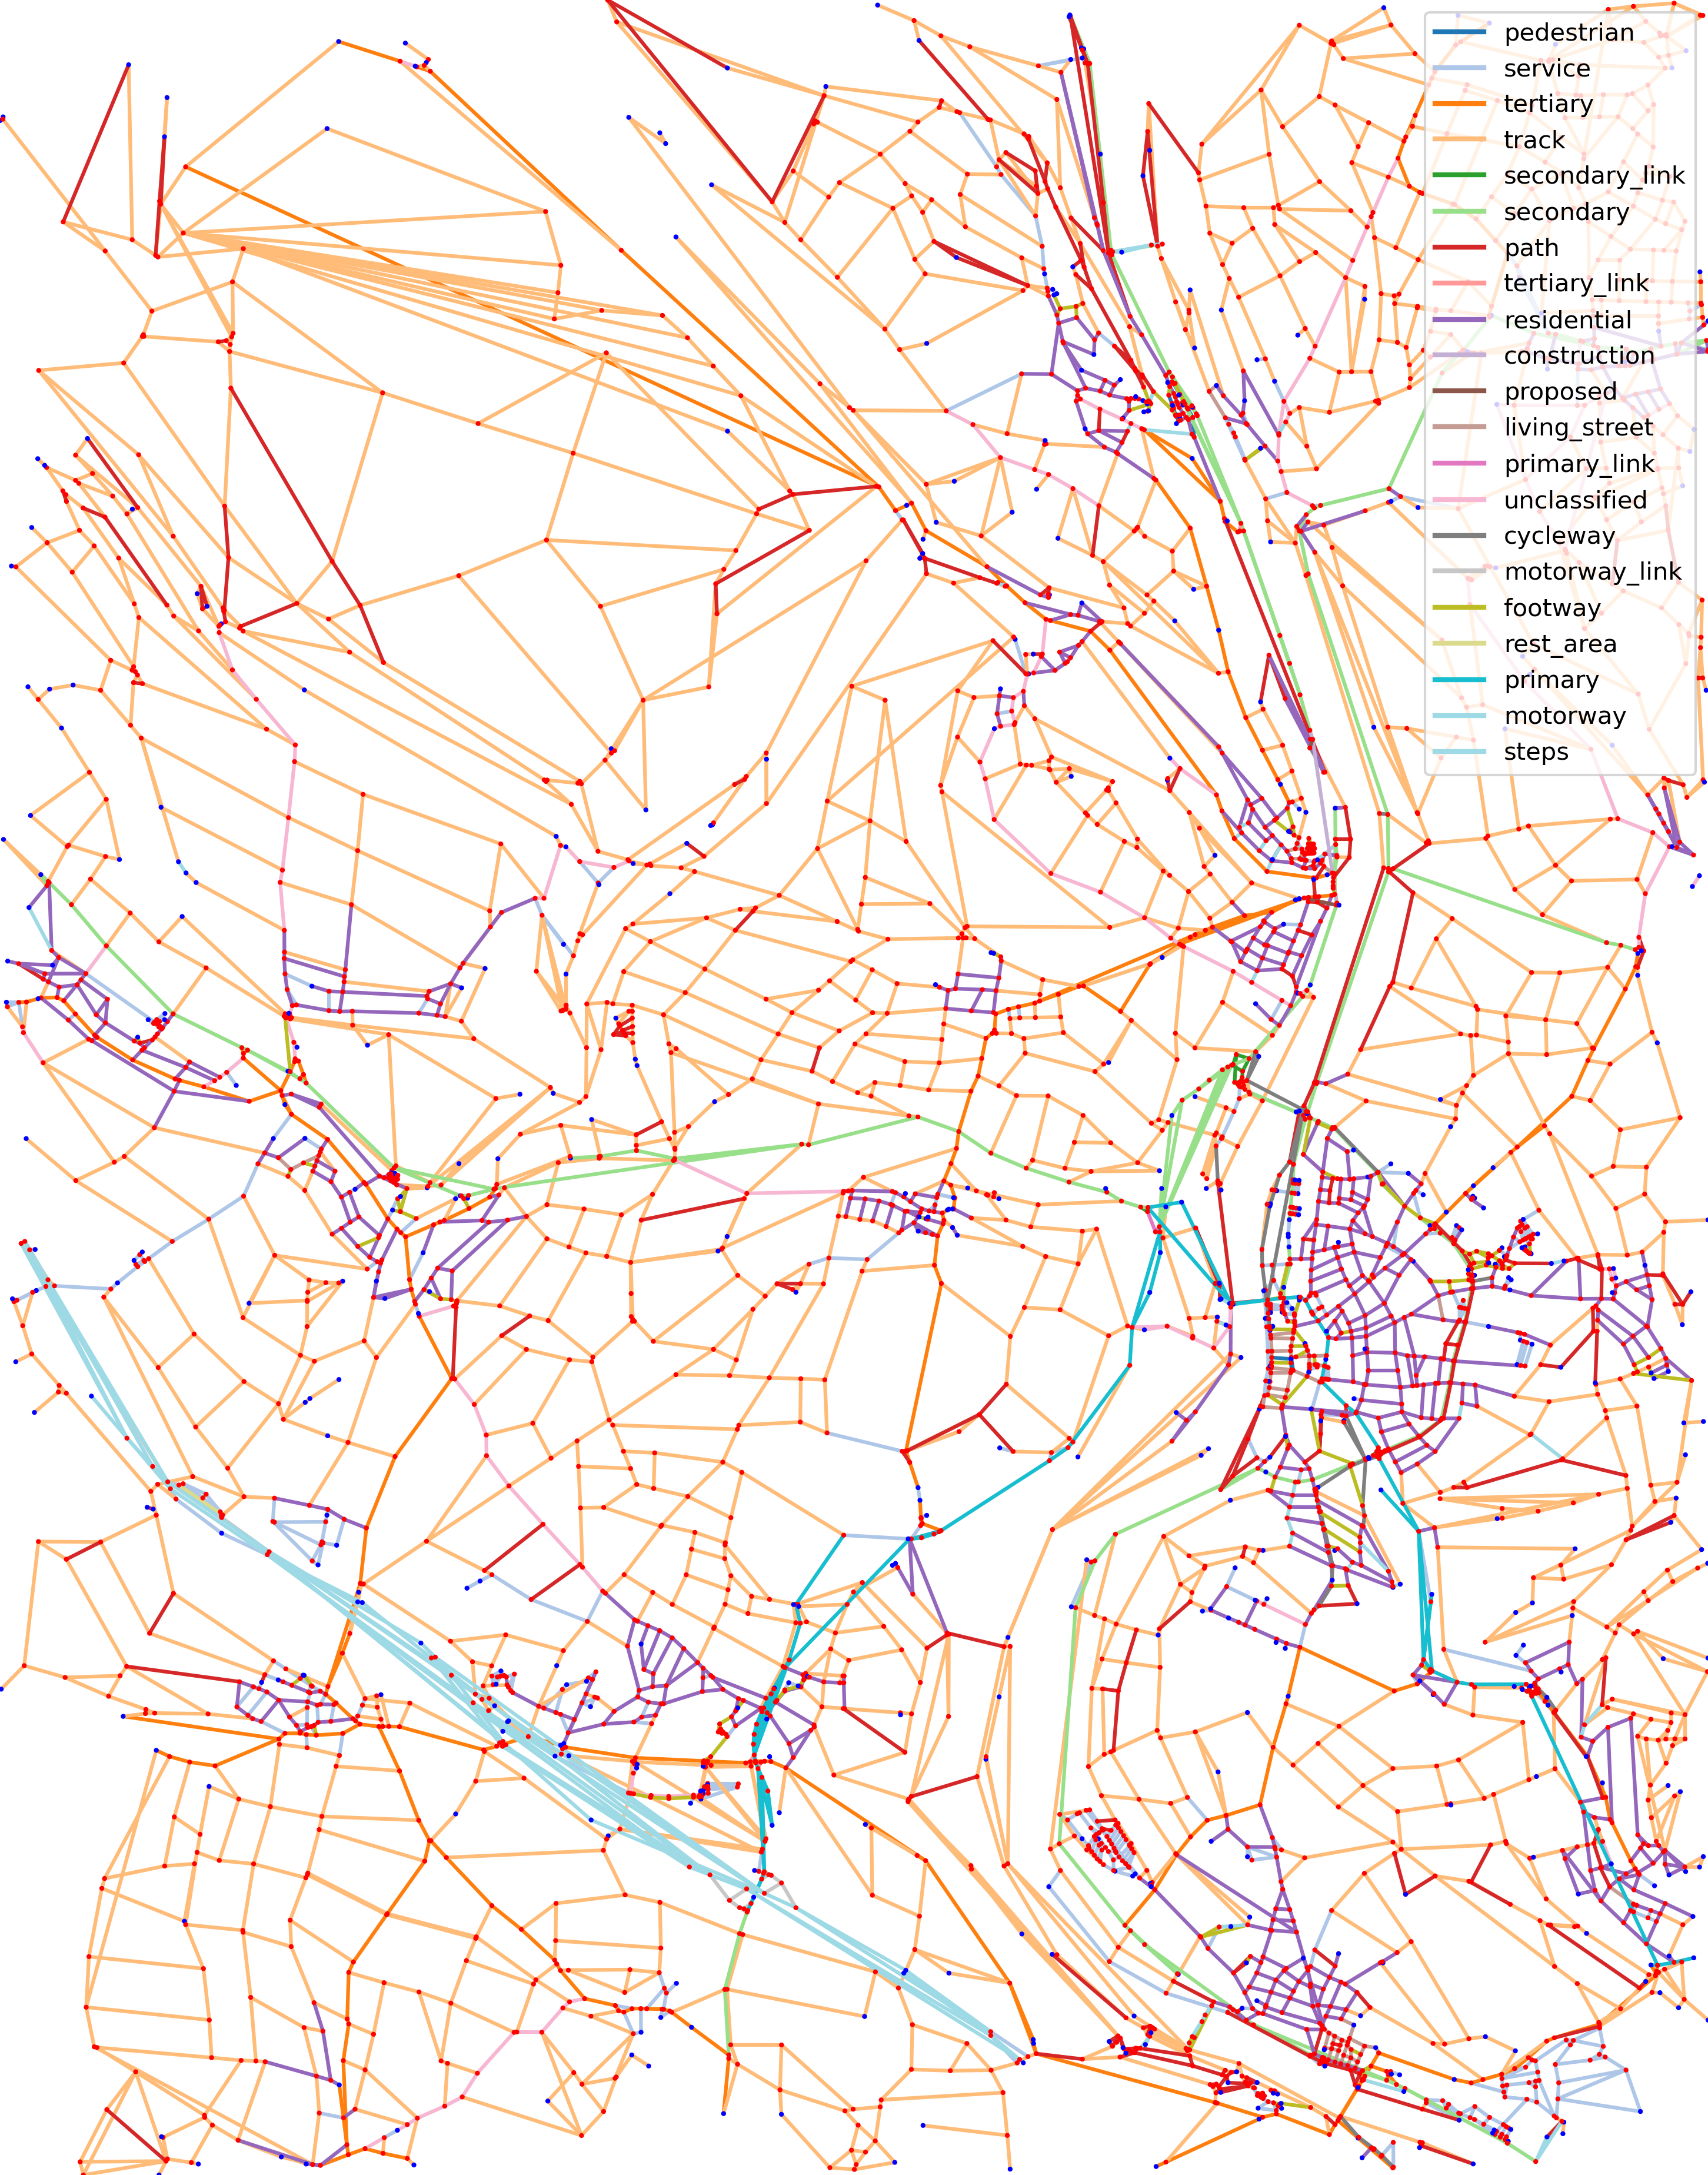 pedestrian
service
tertiary
track
secondary_link
secondary
path
tertiary_link
residential
construction
proposed
living_street
primary_link
unclassified
cycleway
motorway_link
footway
rest_area
primary
motorway
steps